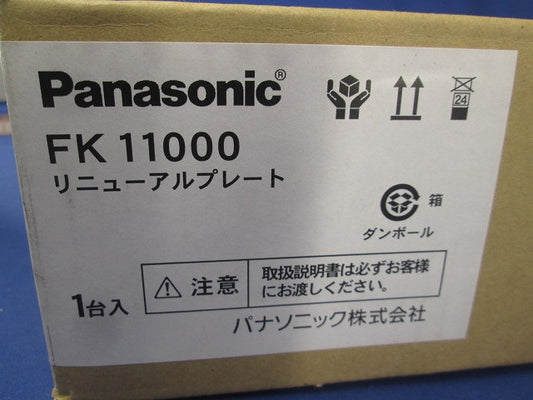 Panasonic®
FK 11000
リニューアルプレート
24
箱
ダンボール
⚠注意
取扱説明書は必ずお客様
にお渡しください。
1台入
パナソニック株式会社